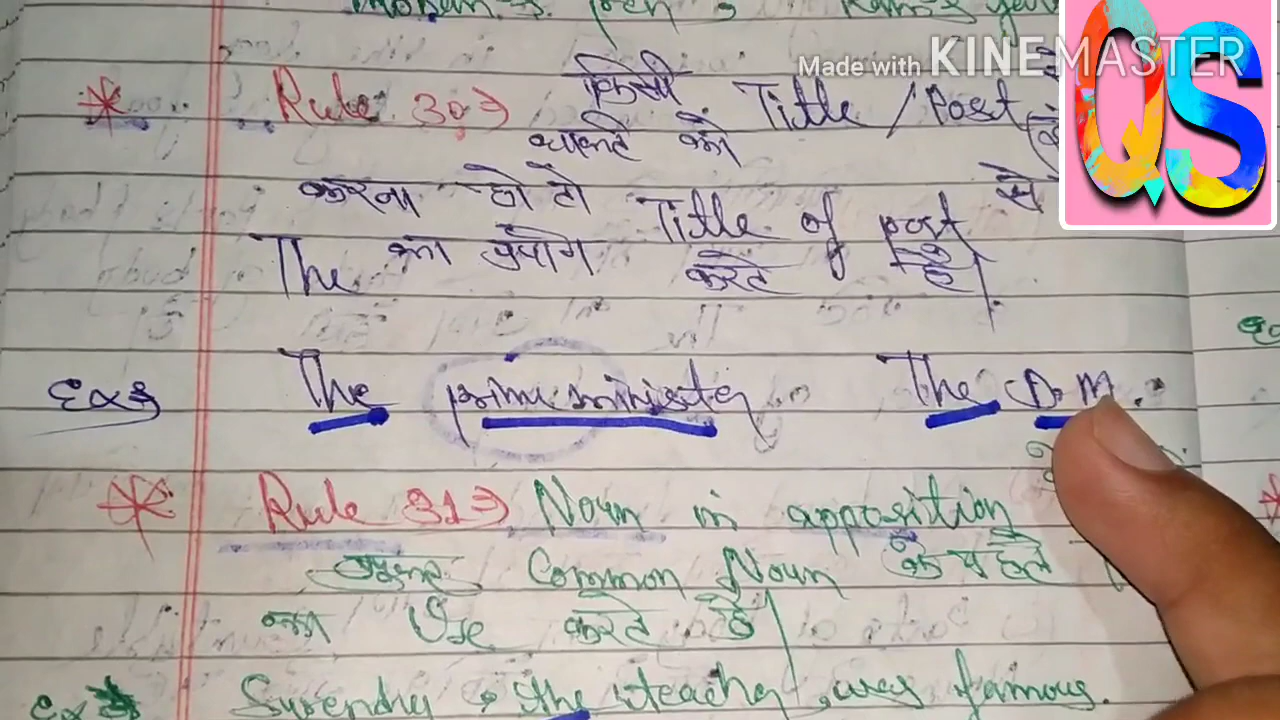 Made with KINEMASTER
QS
Rule 30→ किसी Title / Post
व्यक्ति को
करना हो तो Title of post से
The का प्रयोग करते है।
Ex→ The prime minister The D.M.
Rule 31→ Noun in apposition
Common Noun के पहले
का Use करते है।
Ex Surendra, the teacher, was famous.